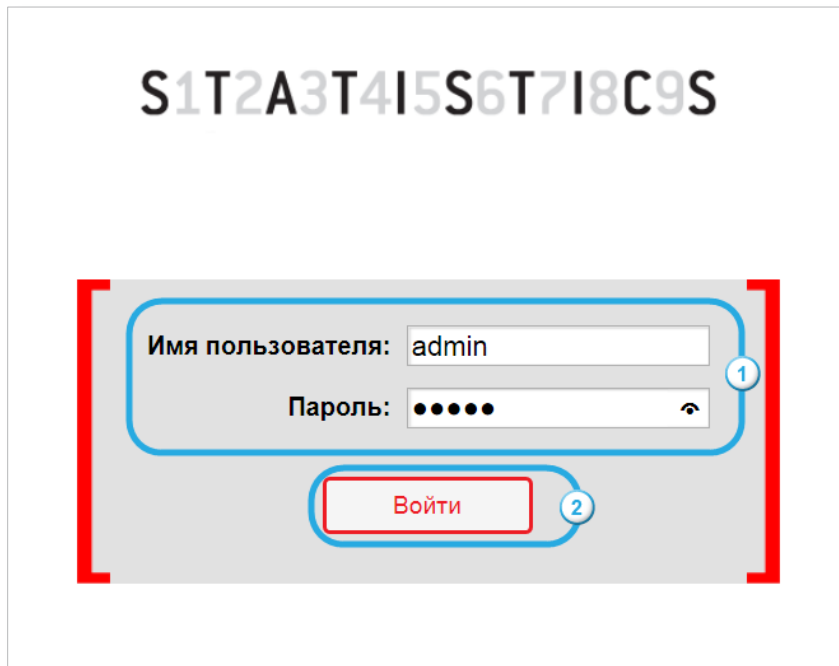 S1T2A3T4I5S6T7I8C9S
Имя пользователя: admin
1
Пароль: •••••
Войти
2